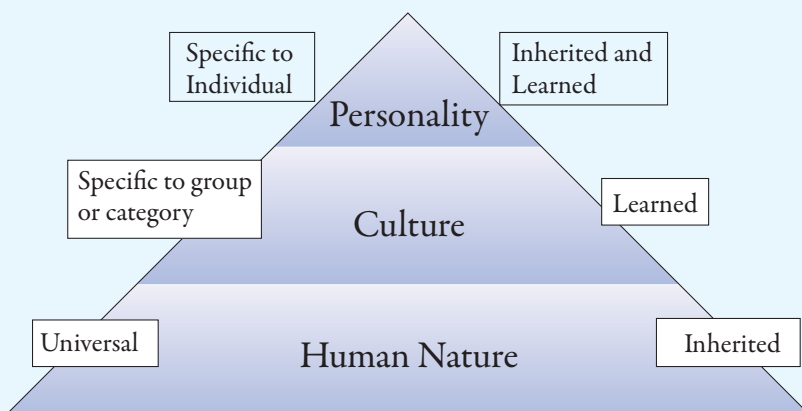 Specific to
Individual
Inherited and
Learned
Personality
Specific to group
or category
Culture
Learned
Universal
Human Nature
Inherited